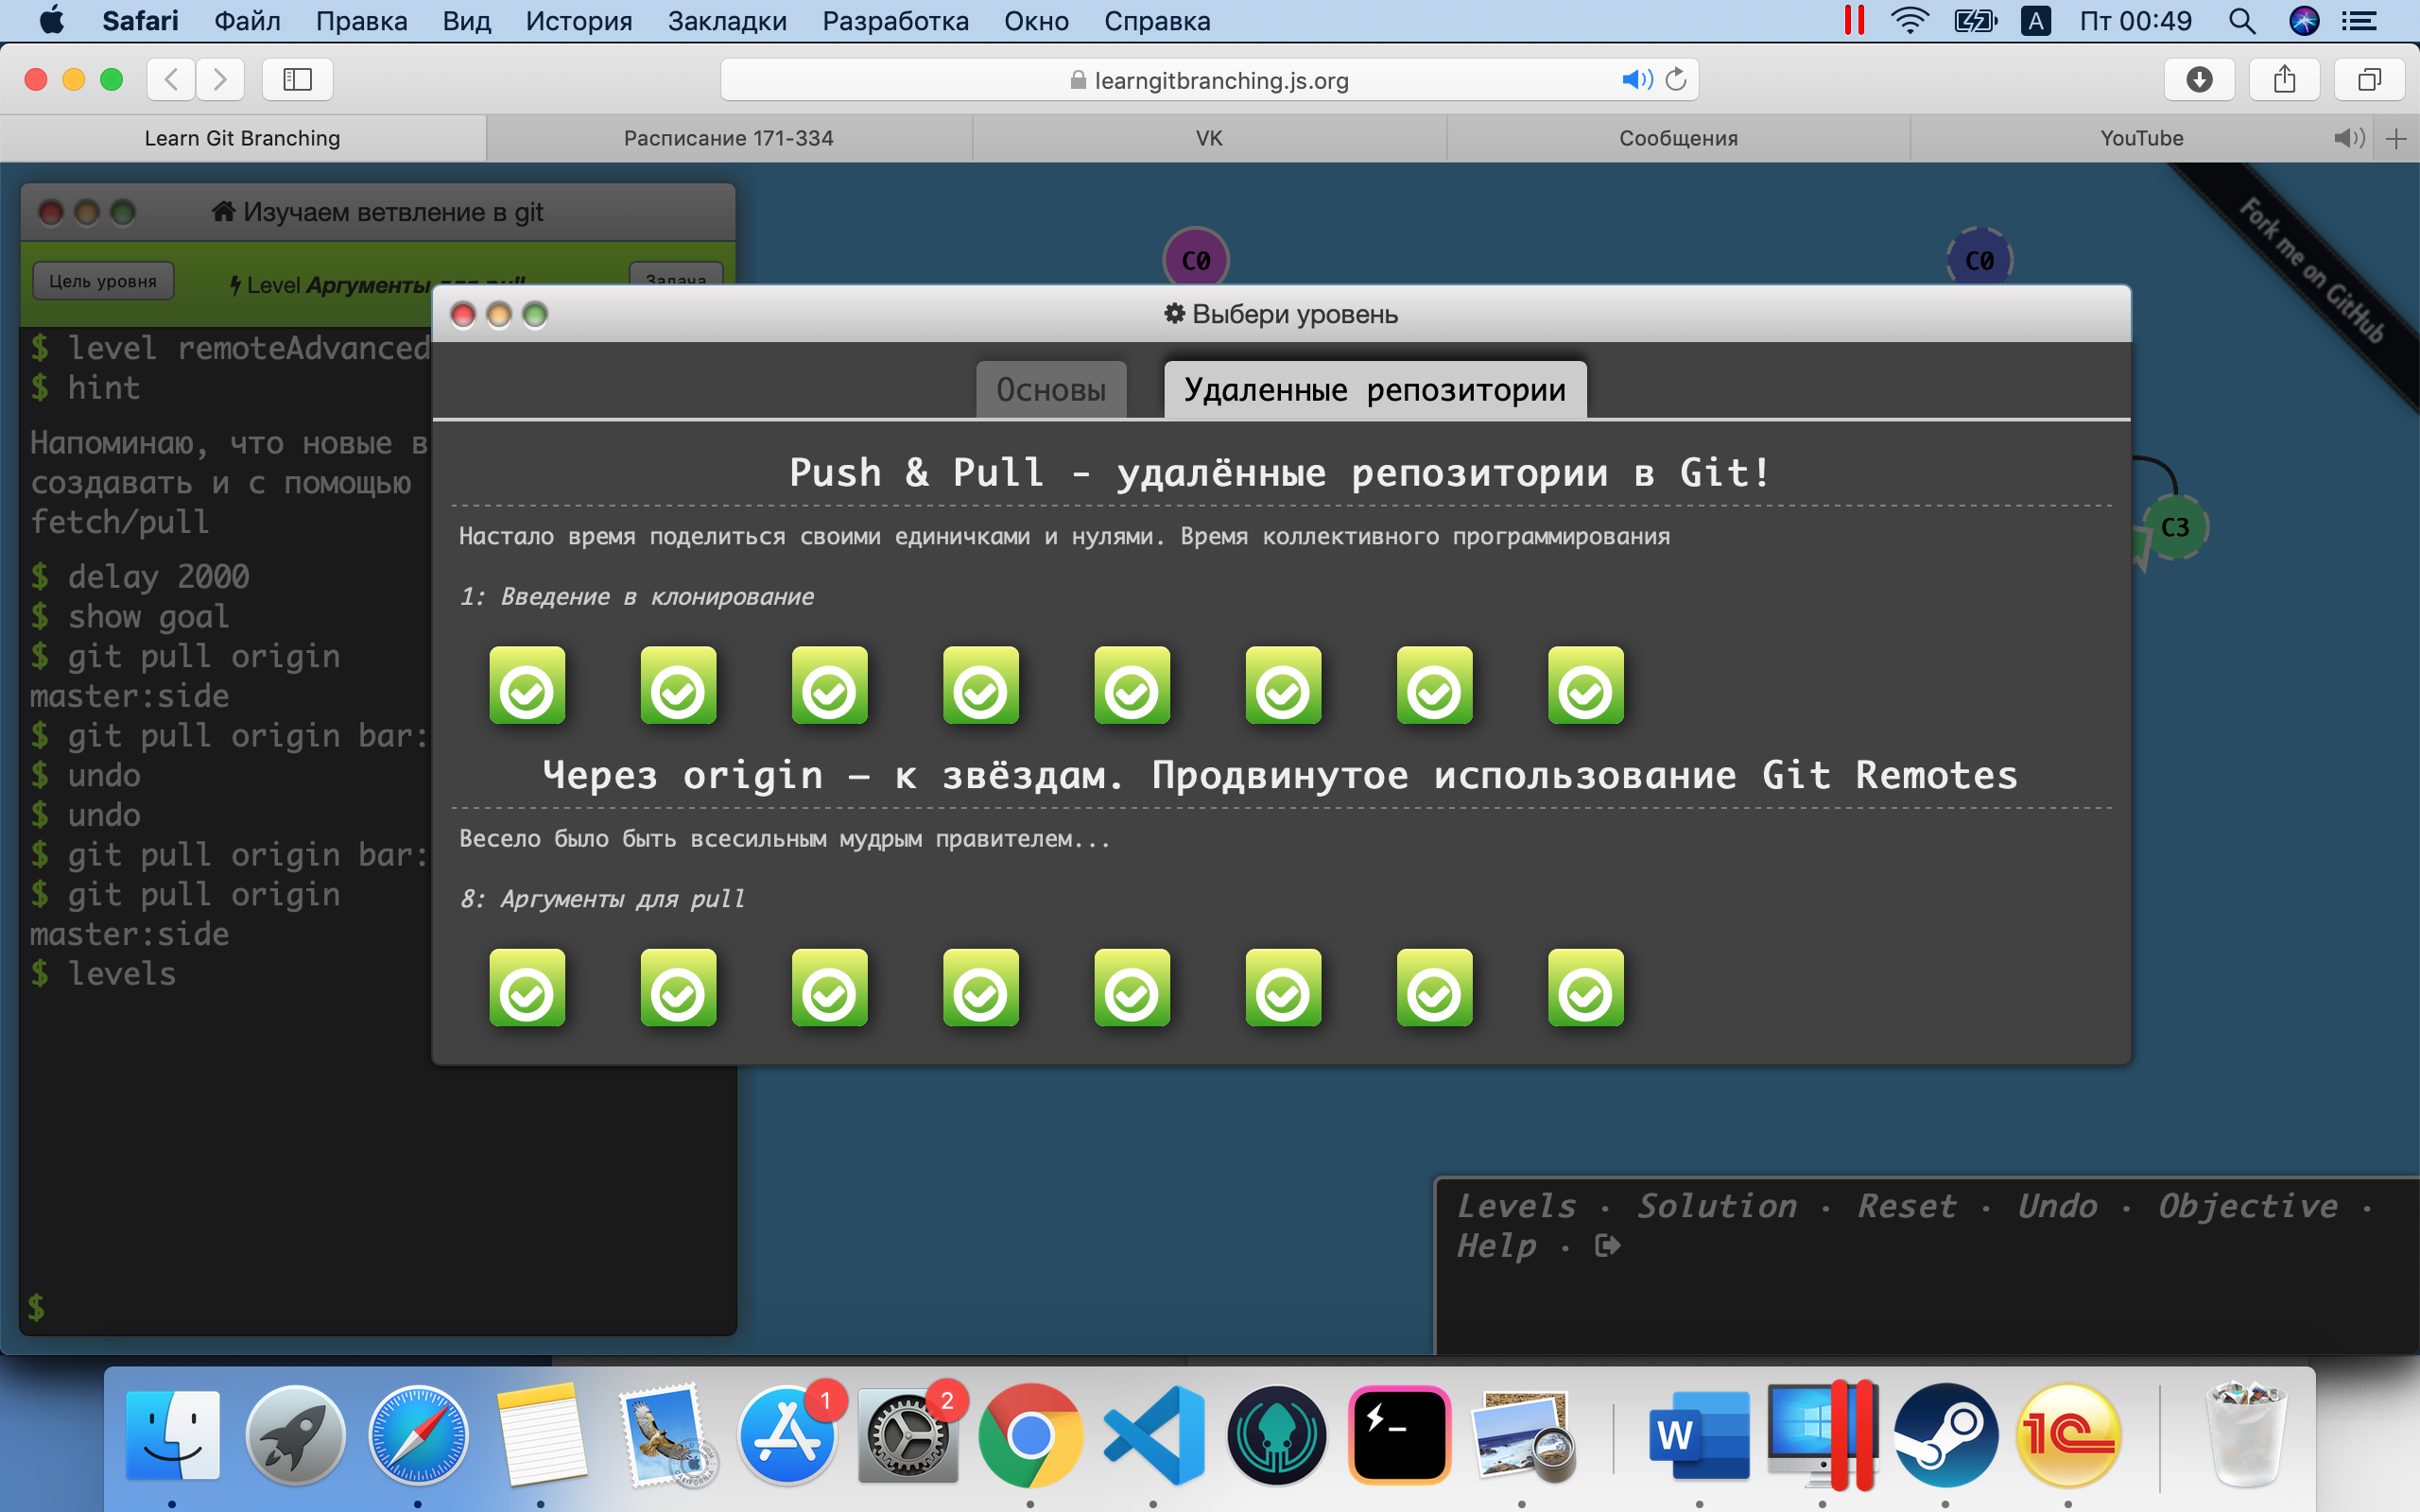 Safari Файл Правка Вид История Закладки Разработка Окно Справка A Пт 00:49
learngitbranching.js.org
Learn Git Branching Расписание 171-334 VK Сообщения YouTube
Изучаем ветвление в git
Цель уровня Level Аргументы для pull Задача
$ level remoteAdvanced
$ hint
Напоминаю, что новые в
создавать и с помощью
fetch/pull
$ delay 2000
$ show goal
$ git pull origin
master:side
$ git pull origin bar:
$ undo
$ undo
$ git pull origin bar:
$ git pull origin
master:side
$ levels
$
C0 C0
Fork me on GitHub
C3
Выбери уровень
Основы Удаленные репозитории
Push & Pull - удалённые репозитории в Git!
Настало время поделиться своими единичками и нулями. Время коллективного программирования
1: Введение в клонирование
Через origin – к звёздам. Продвинутое использование Git Remotes
Весело было быть всесильным мудрым правителем...
8: Аргументы для pull
Levels · Solution · Reset · Undo · Objective ·
Help ·
1 2 W 1С